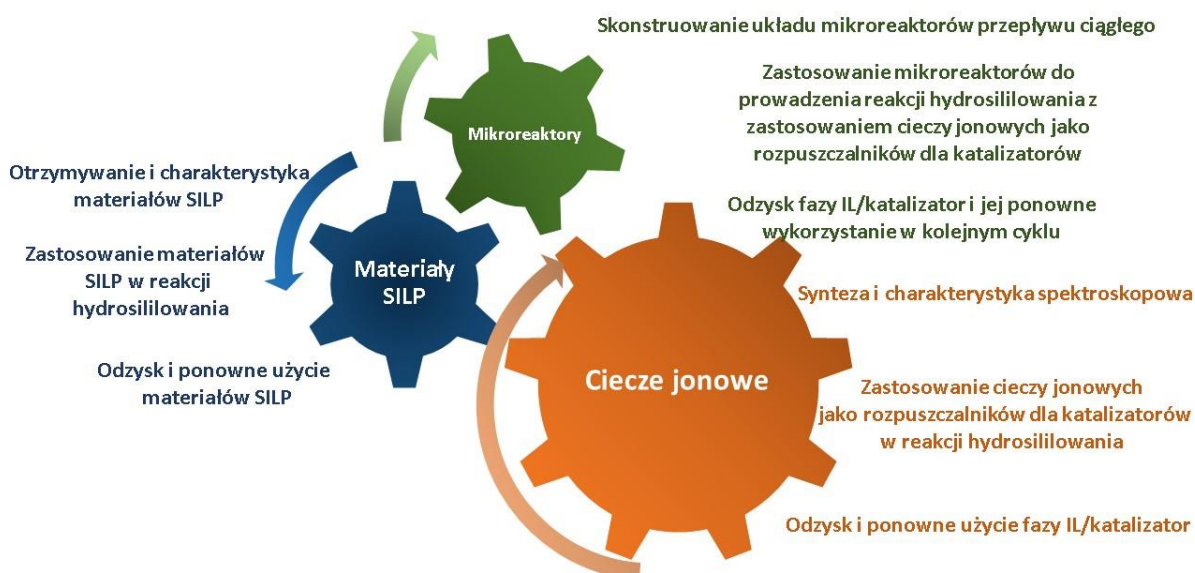 Skonstruowanie układu mikroreaktorów przepływu ciągłego
Zastosowanie mikroreaktorów do
prowadzenia reakcji hydrosililowania z
zastosowaniem cieczy jonowych jako
rozpuszczalników dla katalizatorów
Odzysk fazy IL/katalizator i jej ponowne
wykorzystanie w kolejnym cyklu
Mikroreaktory
Otrzymywanie i charakterystyka
materiałów SILP
Zastosowanie materiałów
SILP w reakcji
hydrosililowania
Odzysk i ponowne użycie
materiałów SILP
Materiały
SILP
Ciecze jonowe
Synteza i charakterystyka spektroskopowa
Zastosowanie cieczy jonowych
jako rozpuszczalników dla katalizatorów
w reakcji hydrosililowania
Odzysk i ponowne użycie fazy IL/katalizator